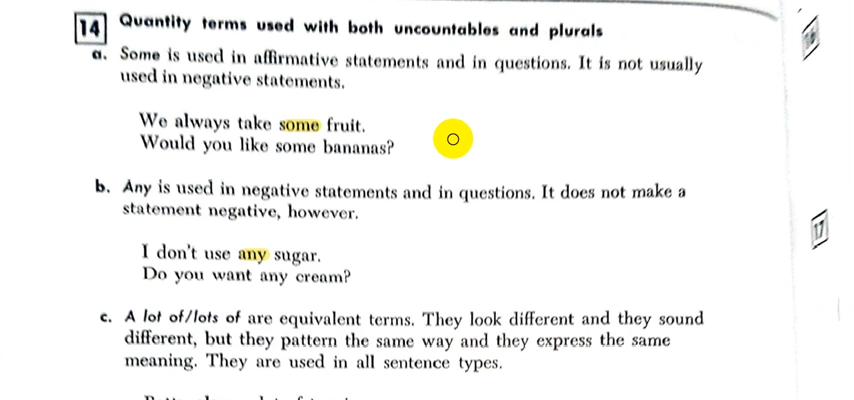 14 Quantity terms used with both uncountables and plurals
a. Some is used in affirmative statements and in questions. It is not usually
used in negative statements.
We always take some fruit.
Would you like some bananas?
b. Any is used in negative statements and in questions. It does not make a
statement negative, however.
I don't use any sugar.
Do you want any cream?
c. A lot of/lots of are equivalent terms. They look different and they sound
different, but they pattern the same way and they express the same
meaning. They are used in all sentence types.
17